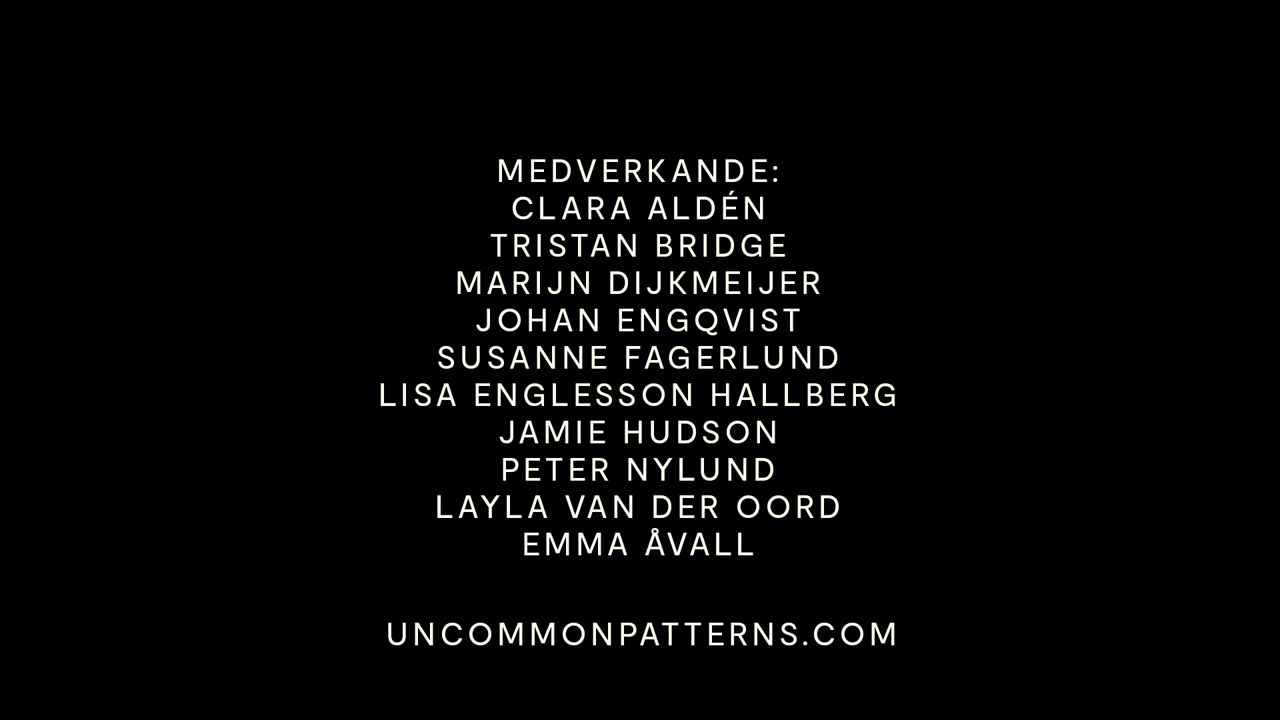 MEDVERKANDE:
CLARA ALDÉN
TRISTAN BRIDGE
MARIJN DIJKMEIJER
JOHAN ENGQVIST
SUSANNE FAGERLUND
LISA ENGLESSON HALLBERG
JAMIE HUDSON
PETER NYLUND
LAYLA VAN DER OORD
EMMA ÅVALL
UNCOMMONPATTERNS.COM